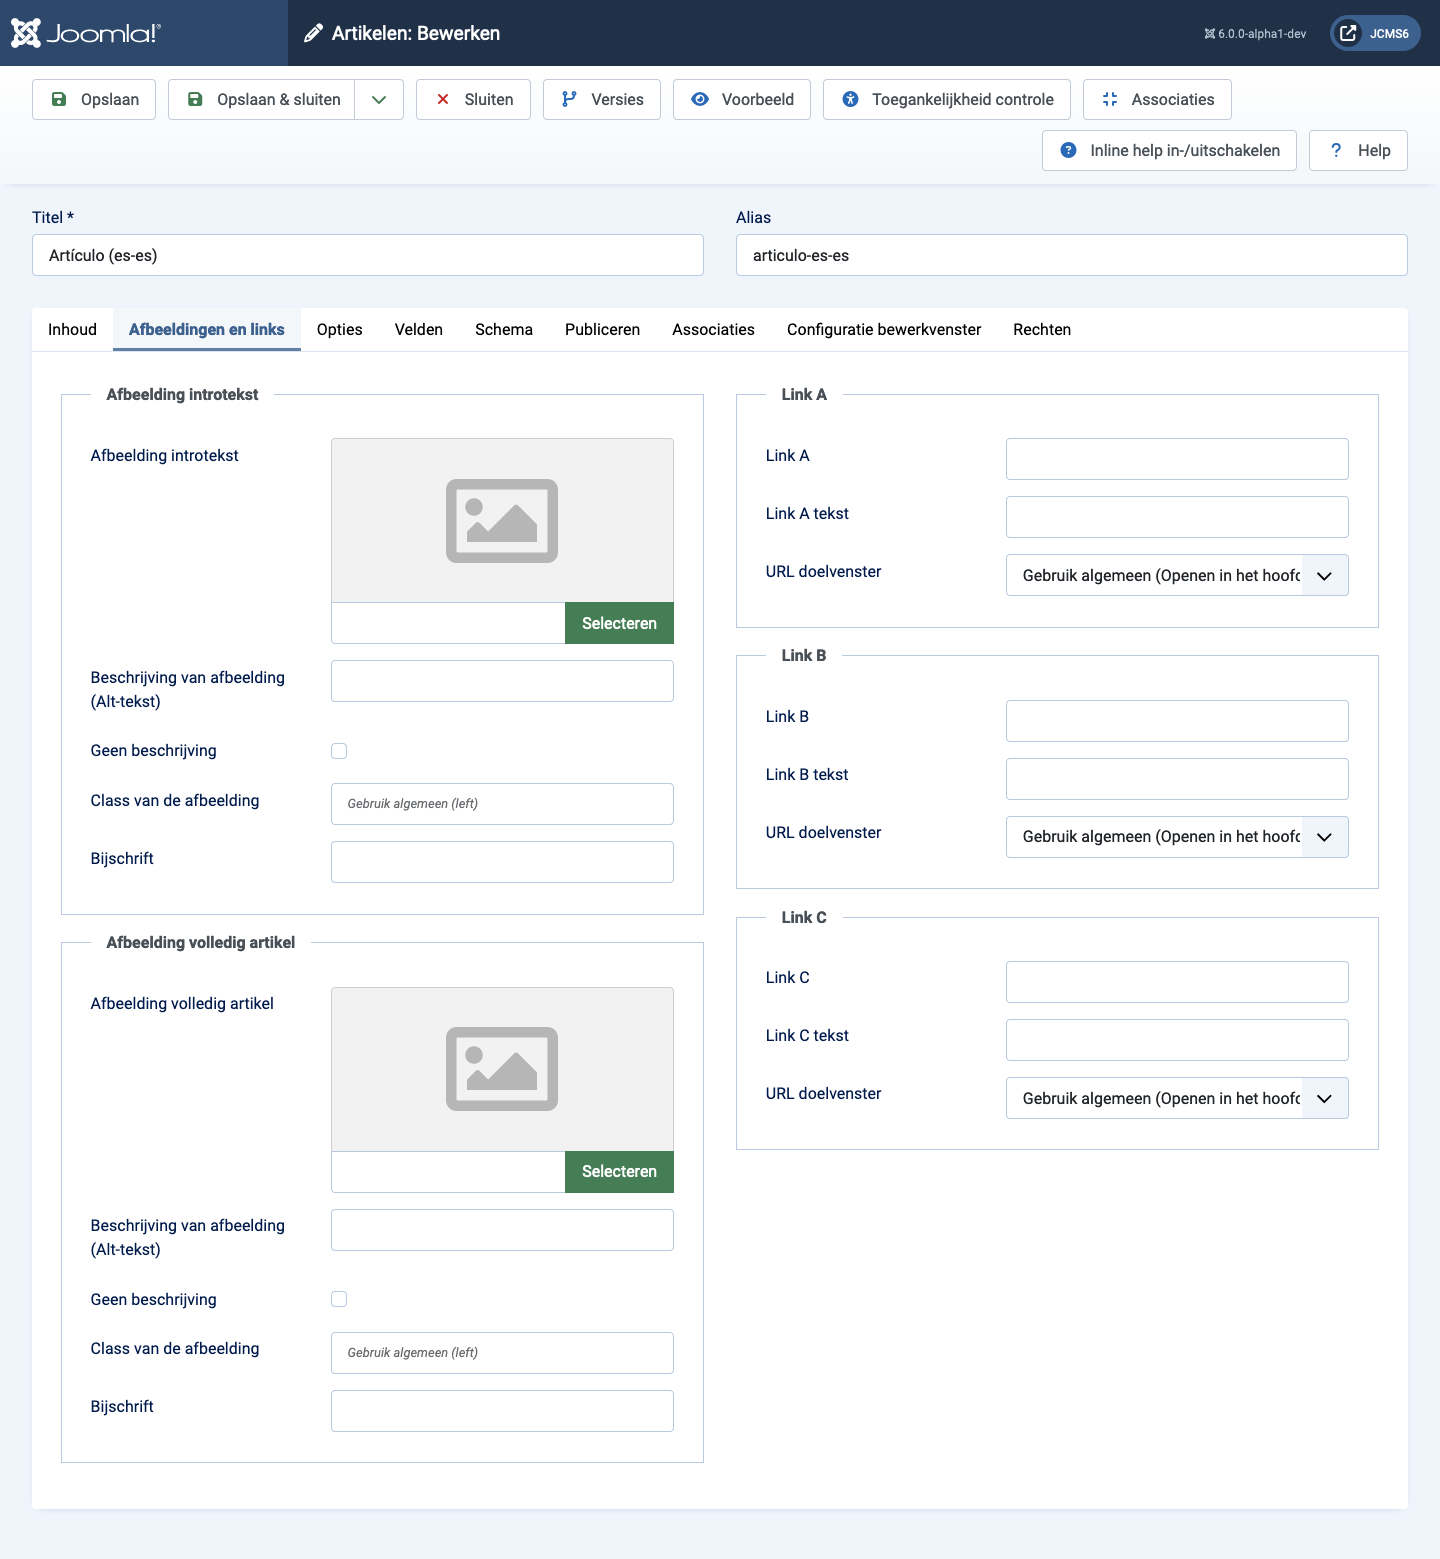 Joomla!®
Artikelen: Bewerken
6.0.0-alpha1-dev
JCMS6
Opslaan
Opslaan & sluiten
Sluiten
Versies
Voorbeeld
Toegankelijkheid controle
Associaties
Inline help in-/uitschakelen
Help
Titel *
Artículo (es-es)
Alias
articulo-es-es
Inhoud
Afbeeldingen en links
Opties
Velden
Schema
Publiceren
Associaties
Configuratie bewerkvenster
Rechten
Afbeelding introtekst
Afbeelding introtekst
Selecteren
Beschrijving van afbeelding
(Alt-tekst)
Geen beschrijving
Class van de afbeelding
Gebruik algemeen (left)
Bijschrift
Afbeelding volledig artikel
Afbeelding volledig artikel
Selecteren
Beschrijving van afbeelding
(Alt-tekst)
Geen beschrijving
Class van de afbeelding
Gebruik algemeen (left)
Bijschrift
Link A
Link A
Link A tekst
URL doelvenster
Gebruik algemeen (Openen in het
Link B
Link B
Link B tekst
URL doelvenster
Gebruik algemeen (Openen in het
Link C
Link C
Link C tekst
URL doelvenster
Gebruik algemeen (Openen in het